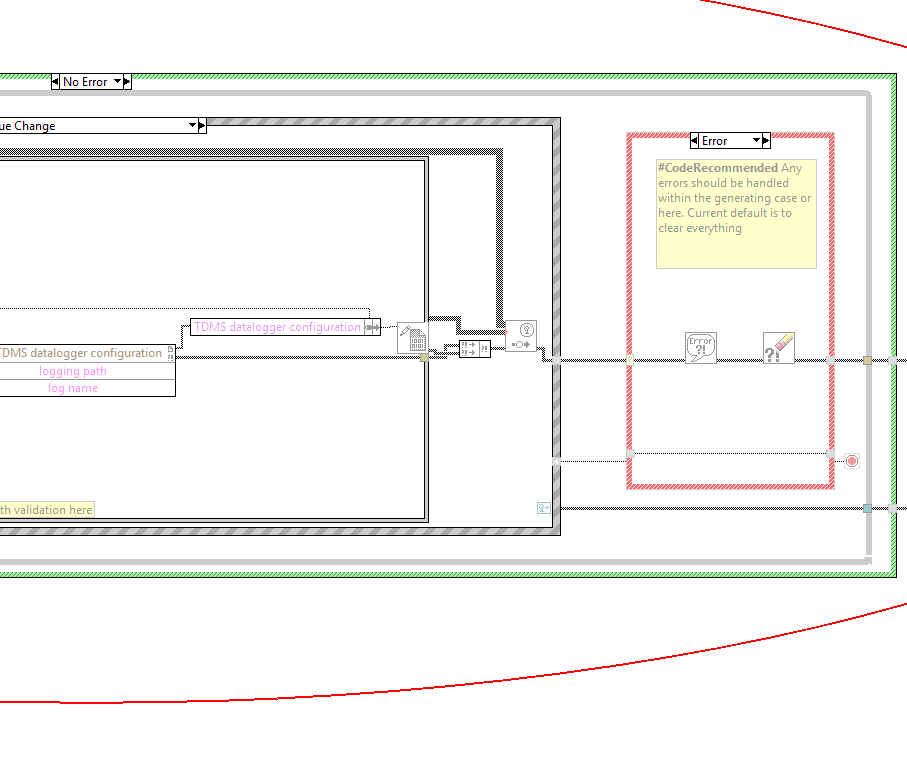 No Error
ue Change
Error
#CodeRecommended Any
errors should be handled
within the generating case or
here. Current default is to
clear everything
TDMS datalogger configuration
TDMS datalogger configuration
logging path
log name
Error
?!
th validation here